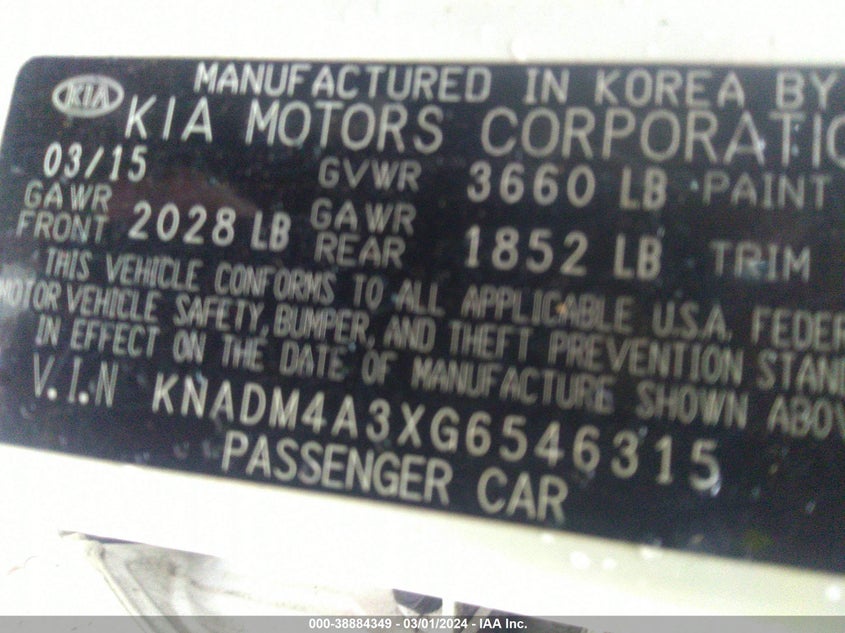 MANUFACTURED IN KOREA BY
KIA
KIA MOTORS CORPORATIO
03/15 GVWR 3660 LB PAINT
GAWR FRONT 2028 LB GAWR REAR 1852 LB TRIM
THIS VEHICLE CONFORMS TO ALL APPLICABLE U.S.A. FEDER
MOTOR VEHICLE SAFETY, BUMPER, AND THEFT PREVENTION STAN
IN EFFECT ON THE DATE OF MANUFACTURE SHOWN ABOV
V.I.N KNADM4A3XG6546315
PASSENGER CAR
000-38884349 - 03/01/2024 - IAA Inc.